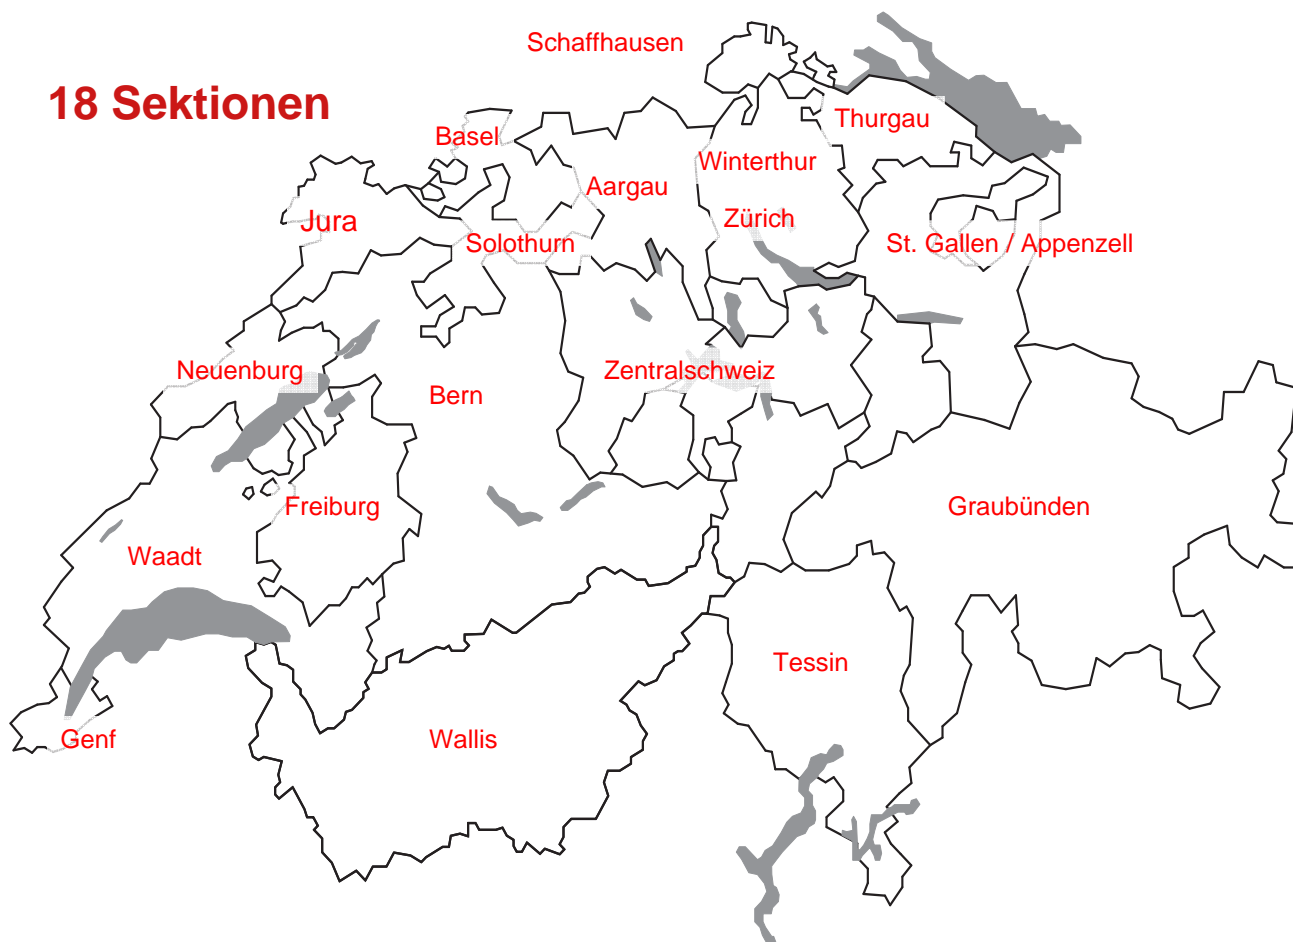 Schaffhausen
18 Sektionen
Thurgau
Basel
Winterthur
Aargau
Jura
Zürich
Solothurn
St. Gallen / Appenzell
Neuenburg
Zentralschweiz
Bern
Freiburg
Graubünden
Waadt
Tessin
Genf
Wallis